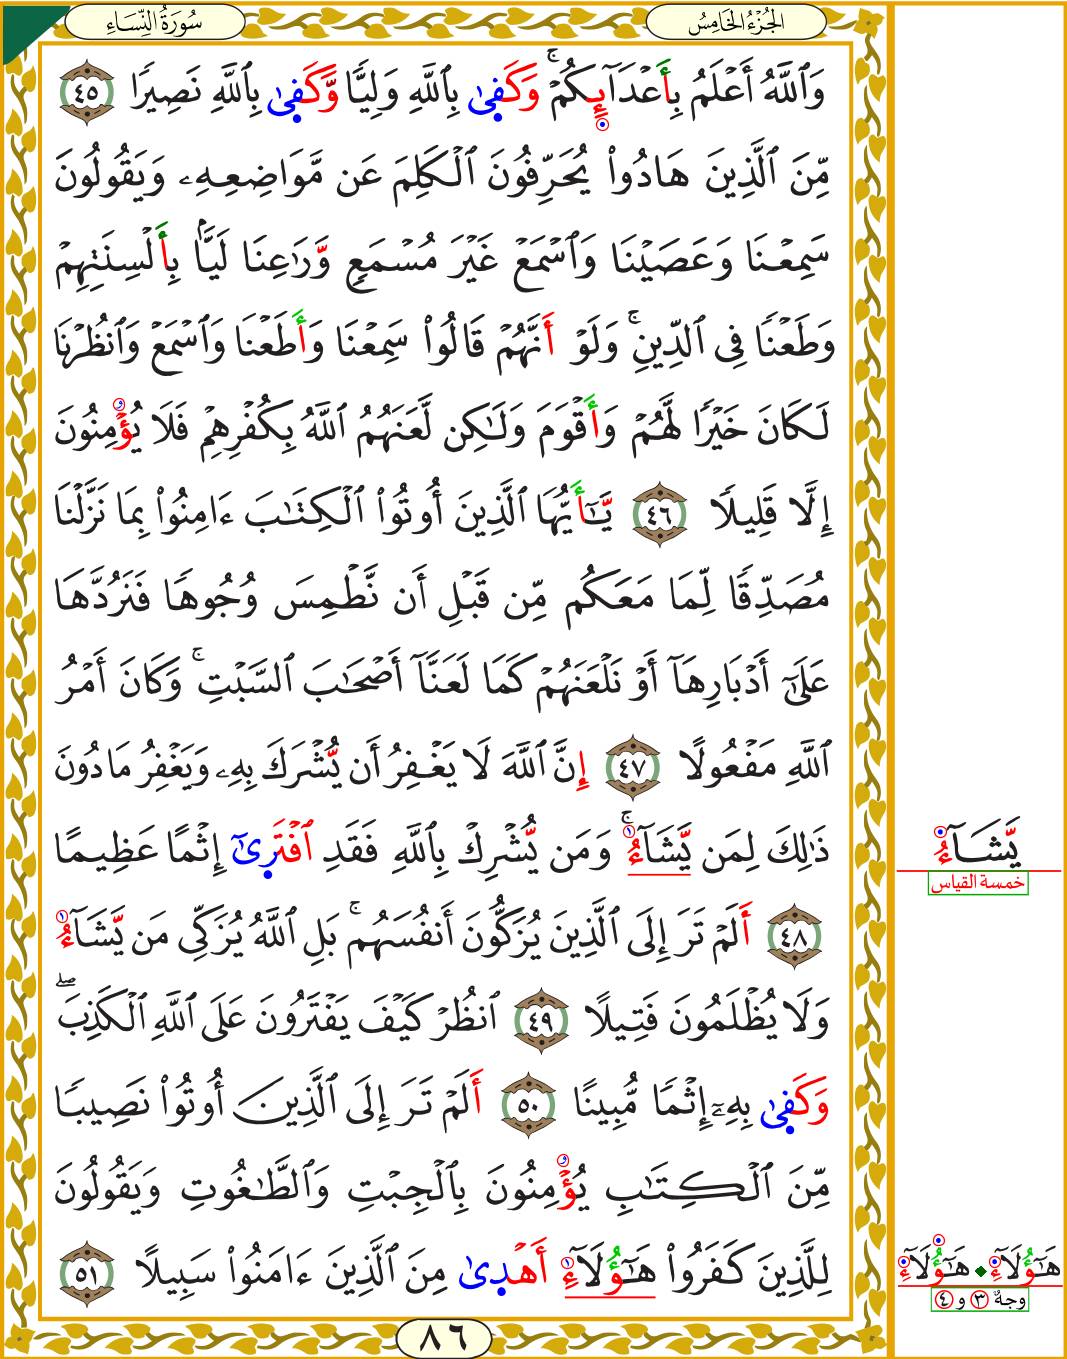 الجُزْءُ الخَامِسُ
سُورَةُ النِّسَاءِ
وَٱللَّهُ أَعۡلَمُ بِأَعۡدَآئِكُمۡۚ وَكَفَىٰ بِٱللَّهِ وَلِيّٗا وَّكَفَىٰ بِٱللَّهِ نَصِيرٗا ٤٥
مِّنَ ٱلَّذِينَ هَادُواْ يُحَرِّفُونَ ٱلۡكَلِمَ عَن مَّوَاضِعِهِۦ وَيَقُولُونَ
سَمِعۡنَا وَعَصَيۡنَا وَٱسۡمَعۡ غَيۡرَ مُسۡمَعٖ وَّرَٰعِنَا لَيَّۢا بِأَلۡسِنَتِهِمۡ
وَطَعۡنٗا فِى ٱلدِّينِۚ وَلَوۡ أَنَّهُمۡ قَالُواْ سَمِعۡنَا وَأَطَعۡنَا وَٱسۡمَعۡ وَٱنظُرۡنَا
لَكَانَ خَيۡرٗا لَّهُمۡ وَأَقۡوَمَ وَلَٰكِن لَّعَنَهُمُ ٱللَّهُ بِكُفۡرِهِمۡ فَلَا يُؤۡمِنُونَ
إِلَّا قَلِيلٗا ٤٦ يَّٰٓأَيُّهَا ٱلَّذِينَ أُوتُواْ ٱلۡكِتَٰبَ ءَامِنُواْ بِمَا نَزَّلۡنَا
مُصَدِّقٗا لِّمَا مَعَكُم مِّن قَبۡلِ أَن نَّطۡمِسَ وُجُوهٗا فَنَرُدَّهَا
عَلَىٰٓ أَدۡبَارِهَآ أَوۡ نَلۡعَنَهُمۡ كَمَا لَعَنَّآ أَصۡحَٰبَ ٱلسَّبۡتِۚ وَكَانَ أَمۡرُ
ٱللَّهِ مَفۡعُولًا ٤٧ إِنَّ ٱللَّهَ لَا يَغۡفِرُ أَن يُّشۡرَكَ بِهِۦ وَيَغۡفِرُ مَا دُونَ
ذَٰلِكَ لِمَن يَّشَآءُۚ وَمَن يُّشۡرِكۡ بِٱللَّهِ فَقَدِ ٱفۡتَرَىٰٓ إِثۡمًا عَظِيمًا
يَّشَآءُ
خمسة القياس
٤٨ أَلَمۡ تَرَ إِلَى ٱلَّذِينَ يُزَكُّونَ أَنفُسَهُمۚ بَلِ ٱللَّهُ يُزَكِّى مَن يَّشَآءُ
وَلَا يُظۡلَمُونَ فَتِيلًا ٤٩ ٱنظُرۡ كَيۡفَ يَفۡتَرُونَ عَلَى ٱللَّهِ ٱلۡكَذِبَۖ
وَكَفَىٰ بِهِۦٓ إِثۡمٗا مُّبِينًا ٥٠ أَلَمۡ تَرَ إِلَى ٱلَّذِينَ أُوتُواْ نَصِيبٗا
مِّنَ ٱلۡكِتَٰبِ يُؤۡمِنُونَ بِٱلۡجِبۡتِ وَٱلطَّٰغُوتِ وَيَقُولُونَ
لِلَّذِينَ كَفَرُواْ هَٰٓؤُلَآءِ أَهۡدَىٰ مِنَ ٱلَّذِينَ ءَامَنُواْ سَبِيلًا ٥١
هَٰٓؤُلَآءِ ◆ هَٰٓؤُلَآءِ
وجهٌ ٣ و ٤
٨٦